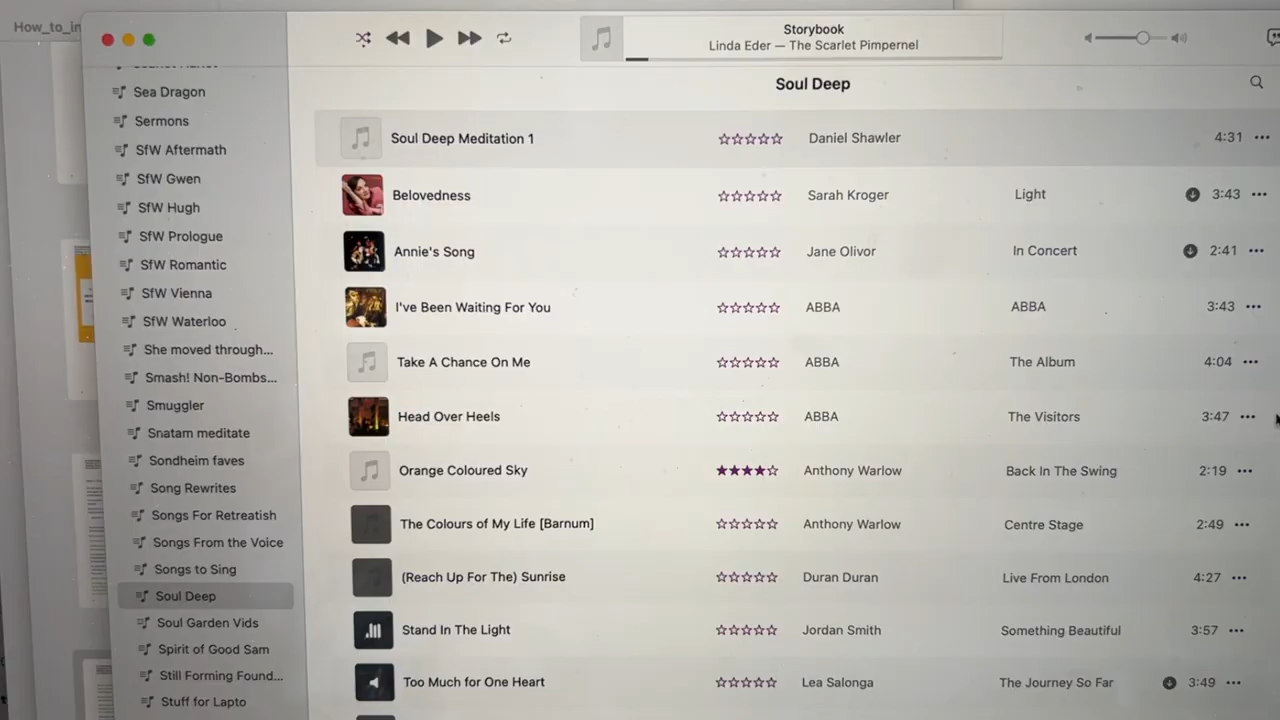 How_to_in
Storybook
Linda Eder — The Scarlet Pimpernel
Soul Deep
Sea Dragon
Sermons
SfW Aftermath
SfW Gwen
SfW Hugh
SfW Prologue
SfW Romantic
SfW Vienna
SfW Waterloo
She moved through...
Smash! Non-Bombs...
Smuggler
Snatam meditate
Sondheim faves
Song Rewrites
Songs For Retreatish
Songs From the Voice
Songs to Sing
Soul Deep
Soul Garden Vids
Spirit of Good Sam
Still Forming Found...
Stuff for Lapto
Soul Deep Meditation 1 Daniel Shawler 4:31
Belovedness Sarah Kroger Light 3:43
Annie's Song Jane Olivor In Concert 2:41
I've Been Waiting For You ABBA ABBA 3:43
Take A Chance On Me ABBA The Album 4:04
Head Over Heels ABBA The Visitors 3:47
Orange Coloured Sky Anthony Warlow Back In The Swing 2:19
The Colours of My Life [Barnum] Anthony Warlow Centre Stage 2:49
(Reach Up For The) Sunrise Duran Duran Live From London 4:27
Stand In The Light Jordan Smith Something Beautiful 3:57
Too Much for One Heart Lea Salonga The Journey So Far 3:49